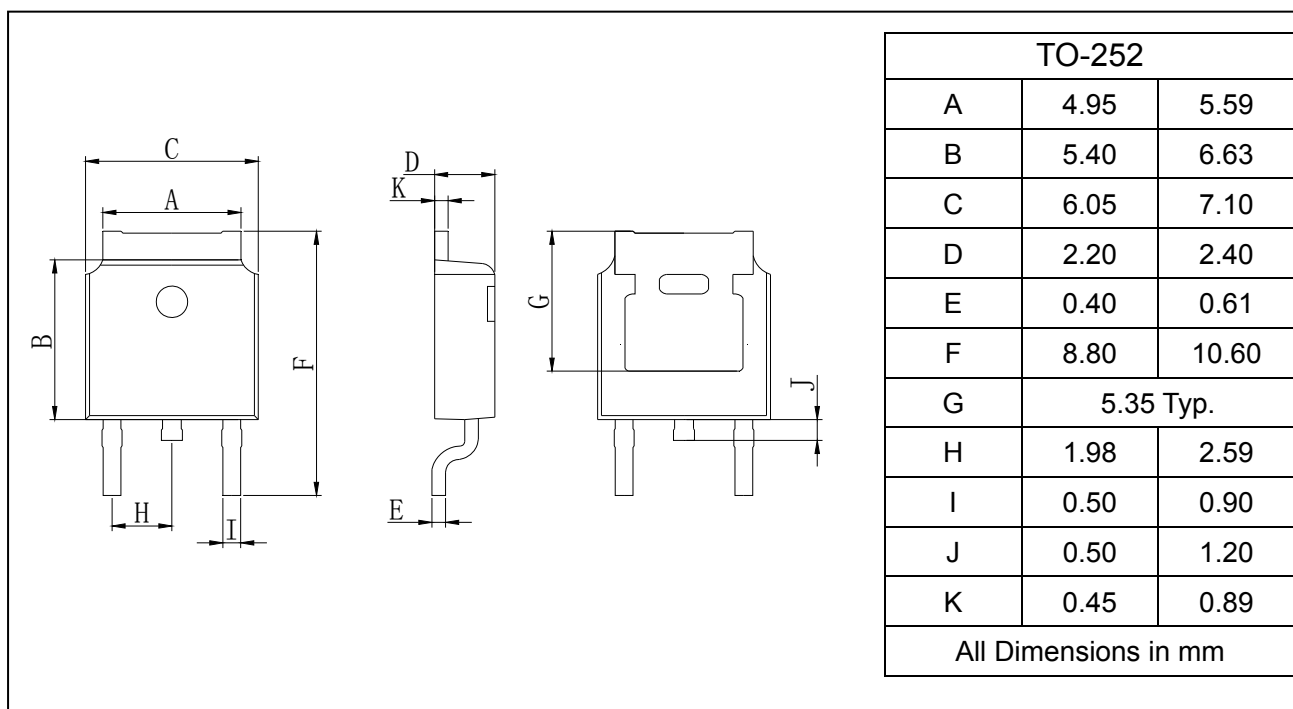 C
A
B
F
H
I
D
K
E
G
J
TO-252
A 4.95 5.59
B 5.40 6.63
C 6.05 7.10
D 2.20 2.40
E 0.40 0.61
F 8.80 10.60
G 5.35 Typ.
H 1.98 2.59
I 0.50 0.90
J 0.50 1.20
K 0.45 0.89
All Dimensions in mm